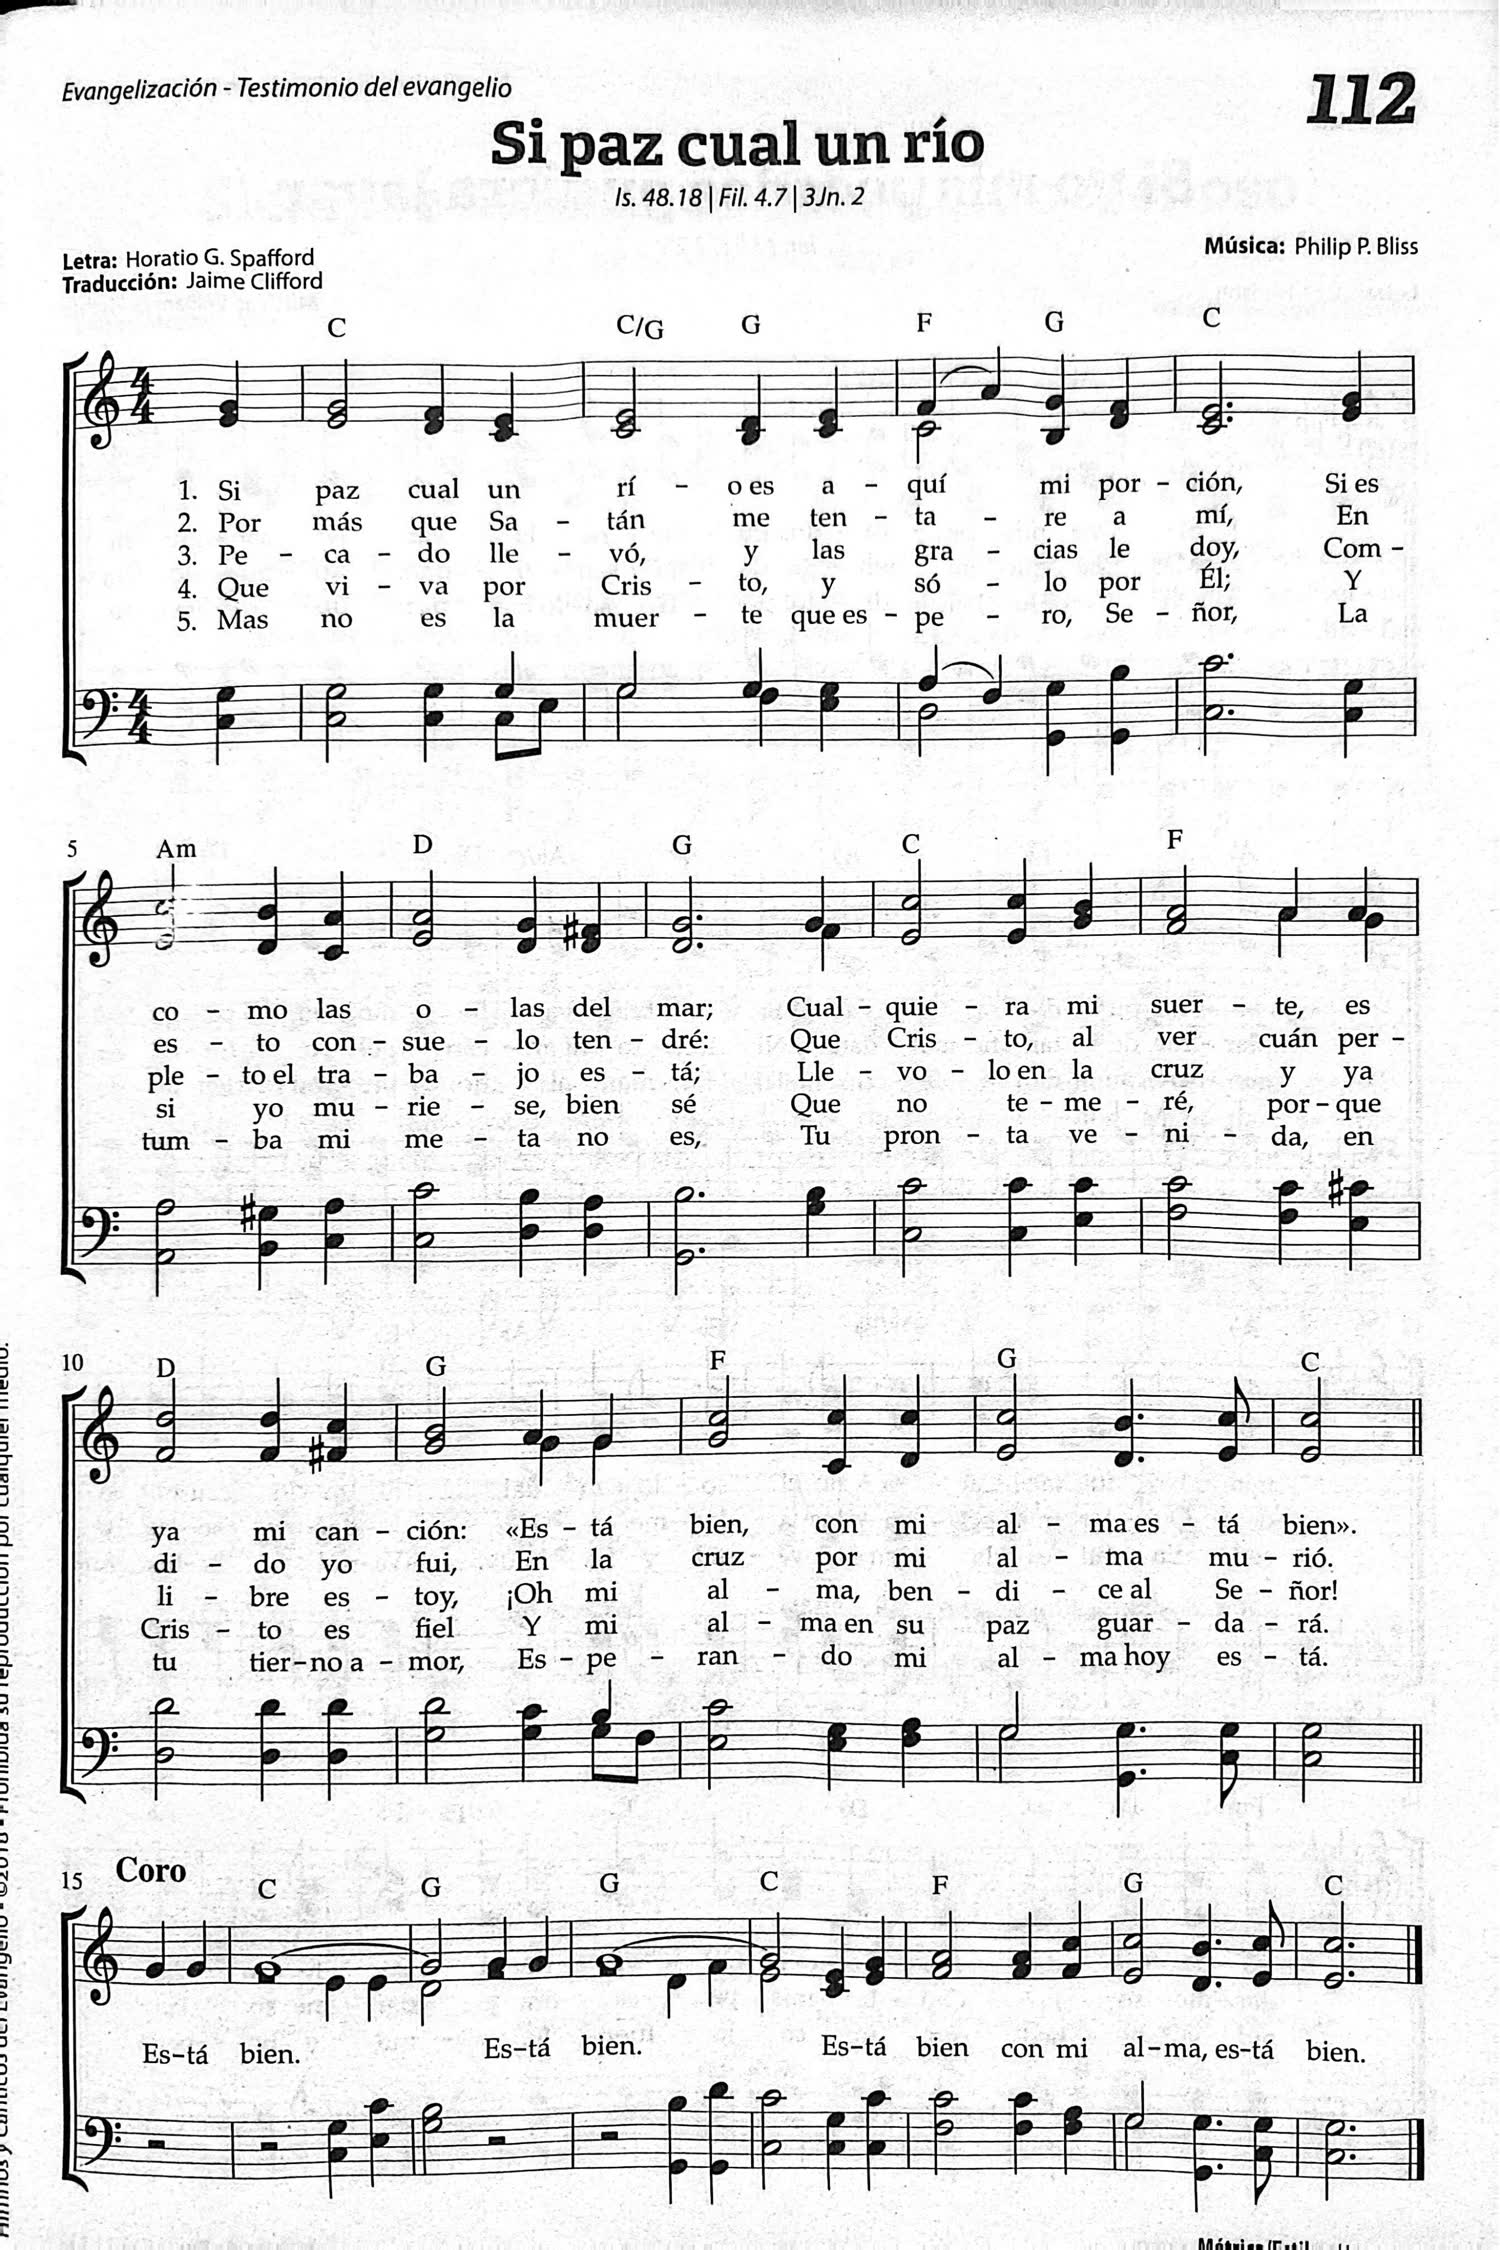 Evangelización - Testimonio del evangelio
112
Si paz cual un río
Is. 48.18 | Fil. 4.7 | 3Jn. 2
Letra: Horatio G. Spafford
Traducción: Jaime Clifford
Música: Philip P. Bliss
C C/G G F G C
1. Si paz cual un rí - o es a - quí mi por - ción, Si es
2. Por más que Sa - tán me ten - ta - re a mí, En
3. Pe - ca - do lle - vó, y las gra - cias le doy, Com -
4. Que vi - va por Cris - to, y só - lo por Él; Y
5. Mas no es la muer - te que es - pe - ro, Se - ñor, La
5 Am D G C F
co - mo las o - las del mar; Cual - quie - ra mi suer - te, es
es - to con - sue - lo ten - dré: Que Cris - to, al ver cuán per -
ple - to el tra - ba - jo es - tá; Lle - vo - lo en la cruz y ya
si yo mu - rie - se, bien sé Que no te - me - ré, por - que
tum - ba mi me - ta no es, Tu pron - ta ve - ni - da, en
10 D G F G C
ya mi can - ción: «Es - tá bien, con mi al - ma es - tá bien».
di - do yo fui, En la cruz por mi al - ma mu - rió.
li - bre es - toy, ¡Oh mi al - ma, ben - di - ce al Se - ñor!
Cris - to es fiel Y mi al - ma en su paz guar - da - rá.
tu tier - no a - mor, Es - pe - ran - do mi al - ma hoy es - tá.
15 Coro
C G G C F G C
Es-tá bien. Es-tá bien. Es-tá bien con mi al-ma, es-tá bien.
Himnos y Cánticos del Evangelio • ©2018 • Prohibida su reproducción por cualquier medio.